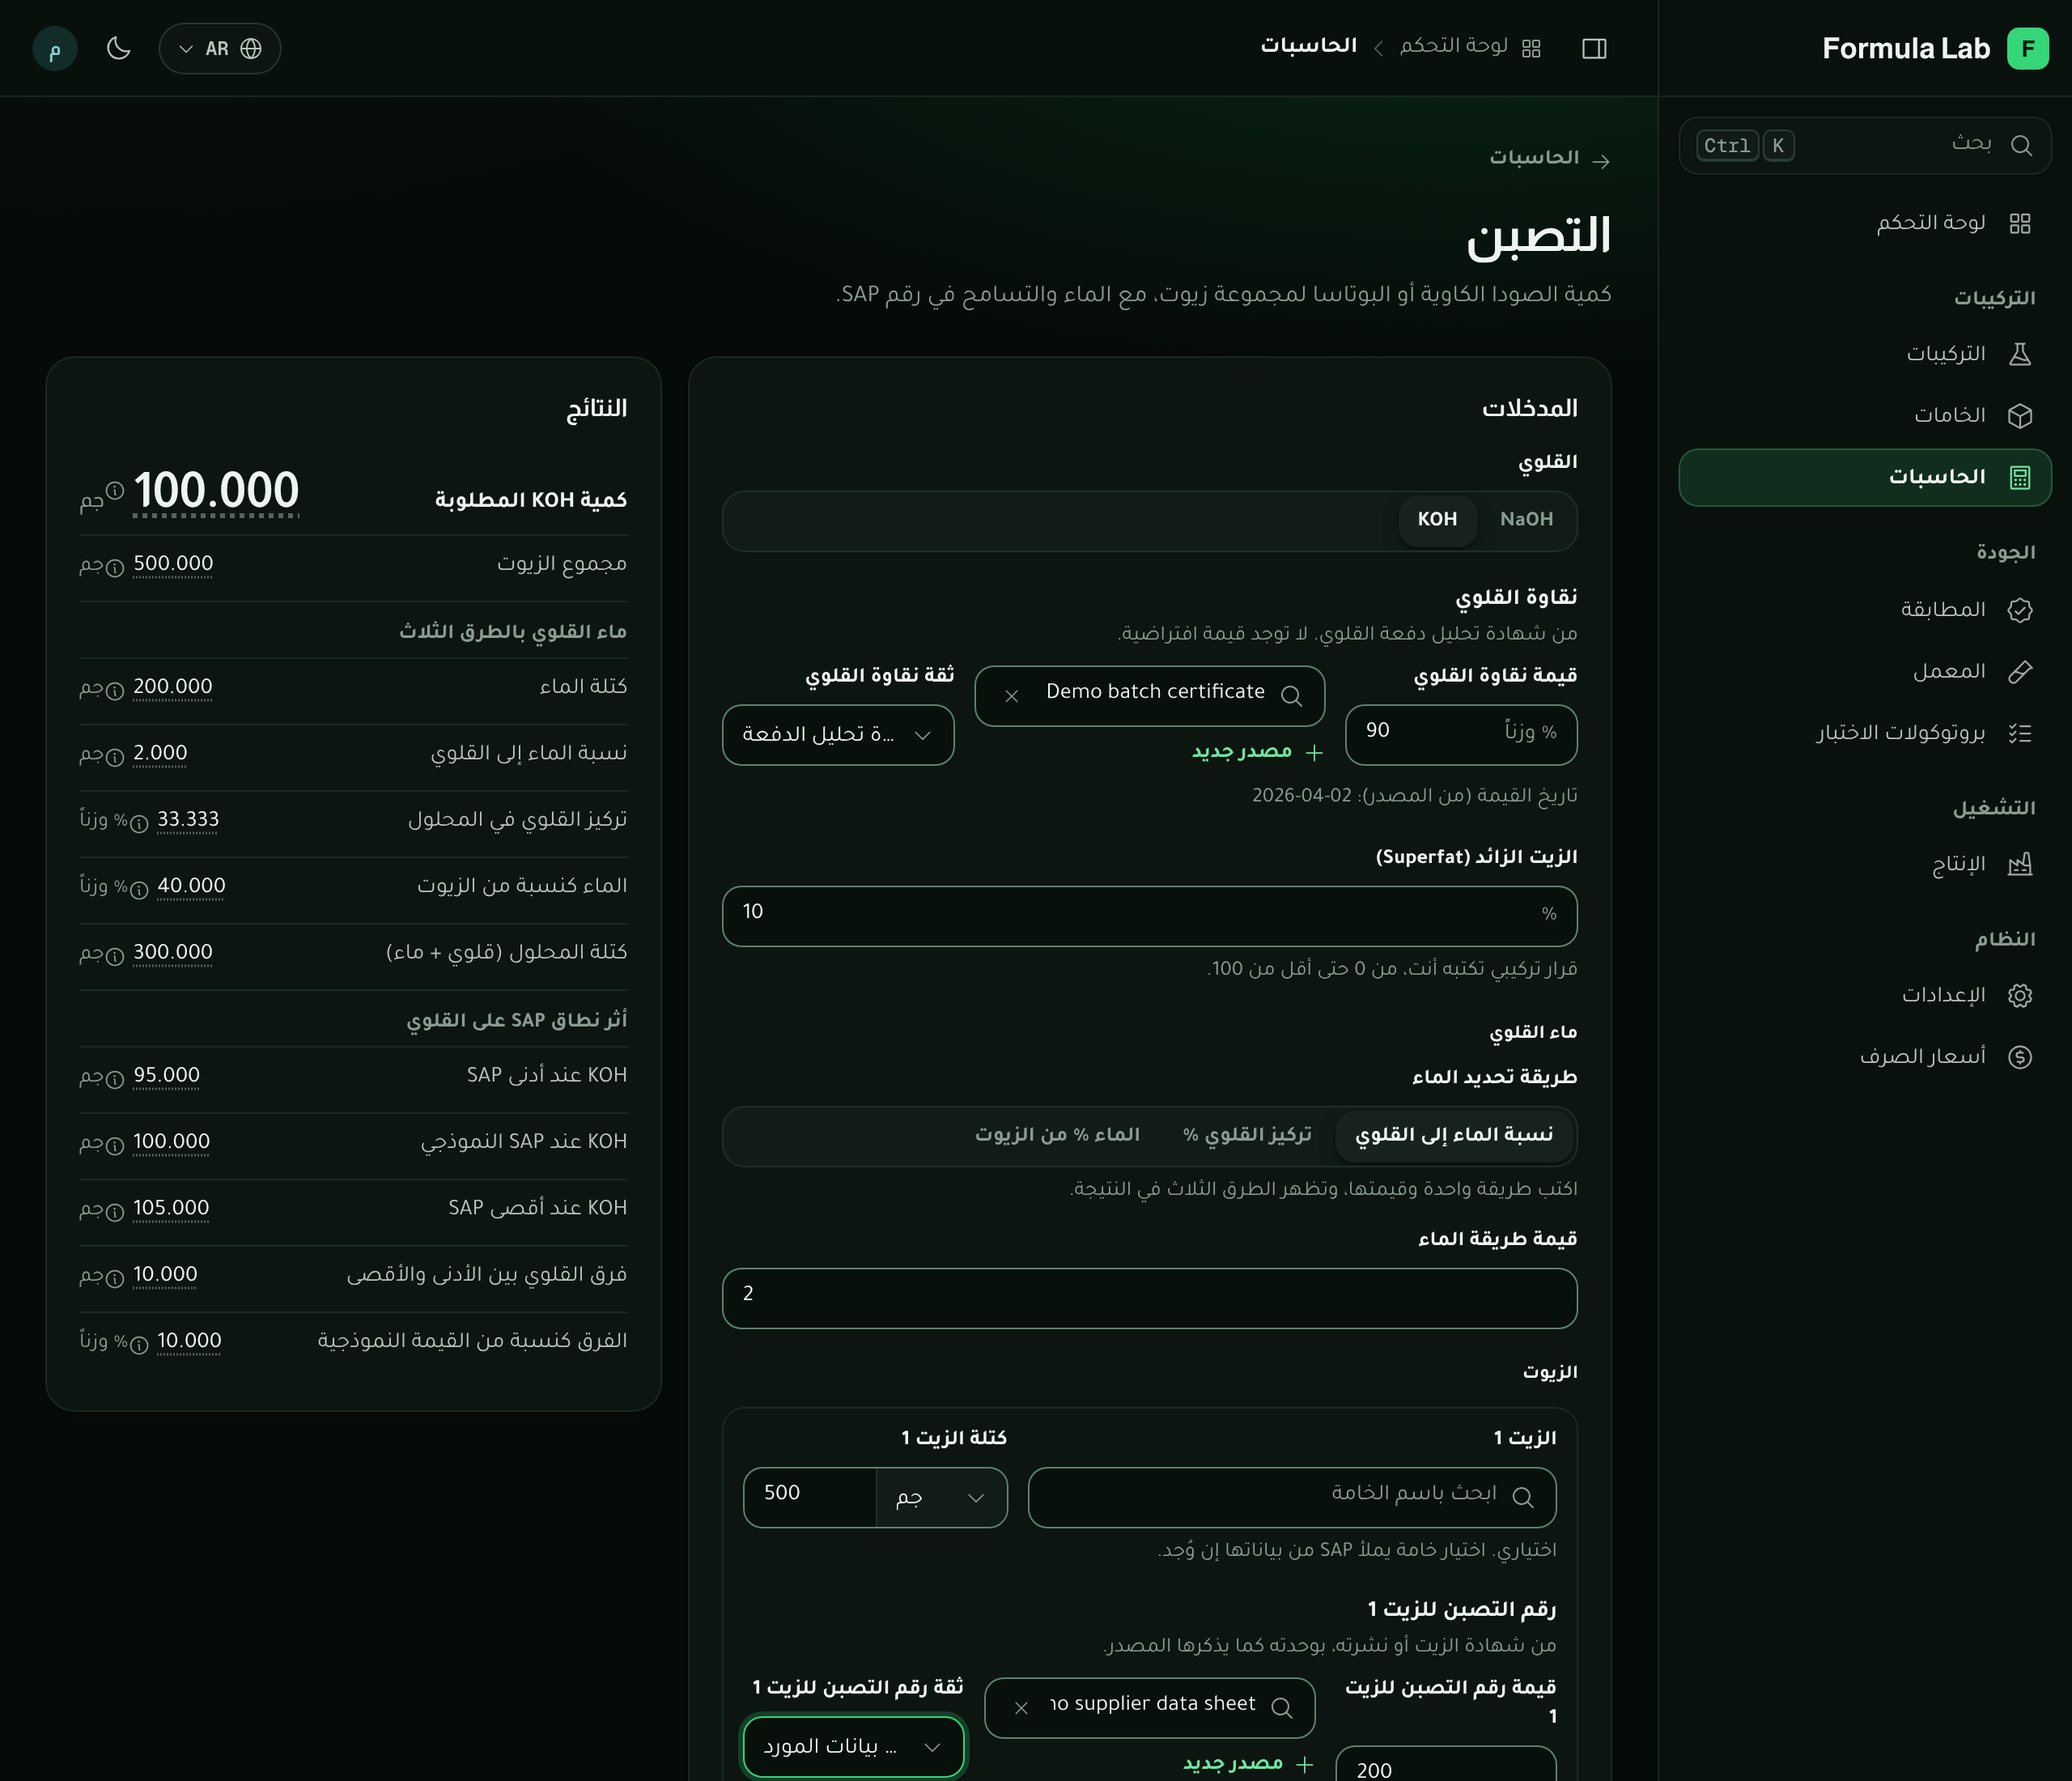 Formula Lab
F
بحث
Ctrl K
لوحة التحكم
التركيبات
التركيبات
الخامات
الحاسبات
الجودة
المطابقة
المعمل
بروتوكولات الاختبار
التشغيل
الإنتاج
النظام
الإعدادات
أسعار الصرف
لوحة التحكم
الحاسبات
AR
م
الحاسبات
التصبن
كمية الصودا الكاوية أو البوتاسا لمجموعة زيوت، مع الماء والتسامح في رقم SAP.
المدخلات
القلوي
NaOH
KOH
نقاوة القلوي
من شهادة تحليل دفعة القلوي. لا توجد قيمة افتراضية.
قيمة نقاوة القلوي
% وزناً
90
Demo batch certificate
مصدر جديد
ثقة نقاوة القلوي
ة تحليل الدفعة...
تاريخ القيمة (من المصدر): 2026-04-02
الزيت الزائد (Superfat)
%
10
قرار تركيبي تكتبه أنت، من 0 حتى أقل من 100.
ماء القلوي
طريقة تحديد الماء
نسبة الماء إلى القلوي
تركيز القلوي %
الماء % من الزيوت
اكتب طريقة واحدة وقيمتها، وتظهر الطرق الثلاث في النتيجة.
قيمة طريقة الماء
2
الزيوت
الزيت 1
ابحث باسم الخامة
كتلة الزيت 1
جم
500
اختياري. اختيار خامة يملأ SAP من بياناتها إن وُجد.
رقم التصبن للزيت 1
من شهادة الزيت أو نشرته، بوحدته كما يذكرها المصدر.
قيمة رقم التصبن للزيت
1
200
no supplier data sheet
مصدر جديد
ثقة رقم التصبن للزيت 1
بيانات المورد ...
النتائج
كمية KOH المطلوبة
100.000 جم
مجموع الزيوت
500.000 جم
ماء القلوي بالطرق الثلاث
كتلة الماء
200.000 جم
نسبة الماء إلى القلوي
2.000 جم
تركيز القلوي في المحلول
33.333 % وزناً
الماء كنسبة من الزيوت
40.000 % وزناً
كتلة المحلول (قلوي + ماء)
300.000 جم
أثر نطاق SAP على القلوي
KOH عند أدنى SAP
95.000 جم
KOH عند SAP النموذجي
100.000 جم
KOH عند أقصى SAP
105.000 جم
فرق القلوي بين الأدنى والأقصى
10.000 جم
الفرق كنسبة من القيمة النموذجية
10.000 % وزناً